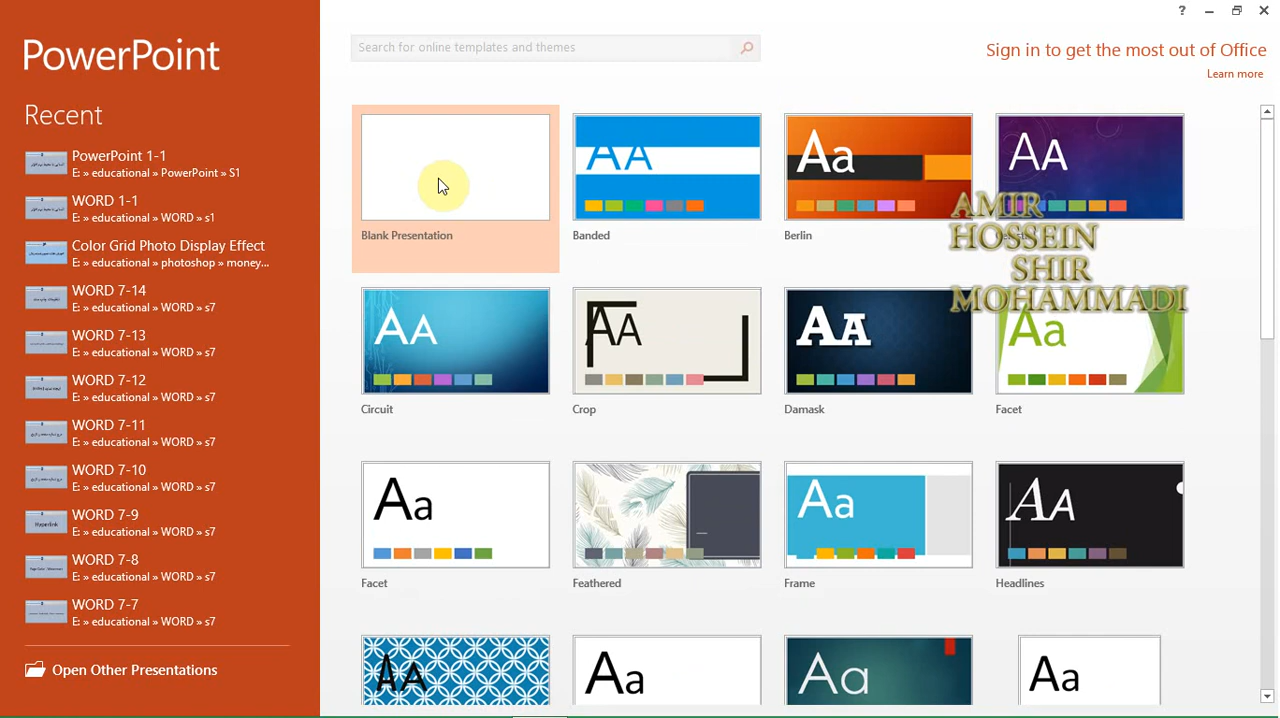 ?
PowerPoint
Search for online templates and themes
Sign in to get the most out of Office
Learn more
Recent
PowerPoint 1-1
E: » educational » PowerPoint » S1
WORD 1-1
E: » educational » WORD » s1
Color Grid Photo Display Effect
E: » educational » photoshop » money...
WORD 7-14
E: » educational » WORD » s7
WORD 7-13
E: » educational » WORD » s7
WORD 7-12
E: » educational » WORD » s7
WORD 7-11
E: » educational » WORD » s7
WORD 7-10
E: » educational » WORD » s7
WORD 7-9
E: » educational » WORD » s7
Hyperlink
WORD 7-8
E: » educational » WORD » s7
WORD 7-7
E: » educational » WORD » s7
Open Other Presentations
Aa
Aa
Aa
Blank Presentation
Banded
Berlin
AMIR
HOSSEIN
SHIR
MOHAMMADI
Aa
Aa
Aa
Aa
Circuit
Crop
Damask
Facet
Aa
Aa
Aa
Facet
Feathered
Frame
Headlines
Aa
Aa
Aa
Aa